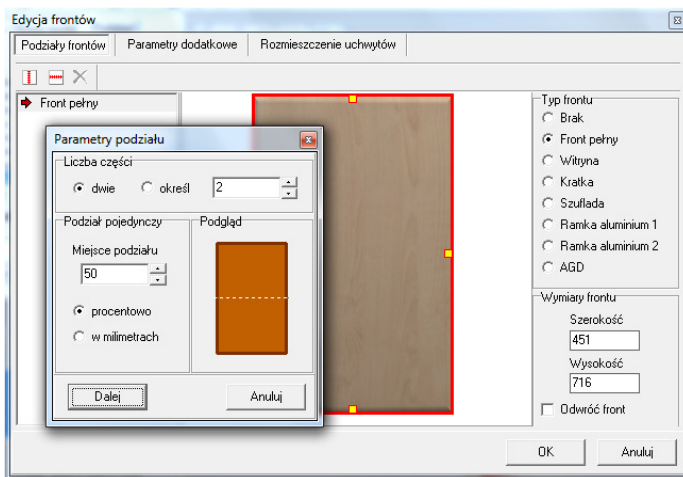 Edycja frontów
Podziały frontów Parametry dodatkowe Rozmieszczenie uchwytów
Front pełny
Parametry podziału
Liczba części
dwie określ 2
Podział pojedynczy Podgląd
Miejsce podziału
50
procentowo
w milimetrach
Dalej Anuluj
Typ frontu
Brak
Front pełny
Witryna
Kratka
Szuflada
Ramka aluminium 1
Ramka aluminium 2
AGD
Wymiary frontu
Szerokość
451
Wysokość
716
Odwróć front
OK Anuluj